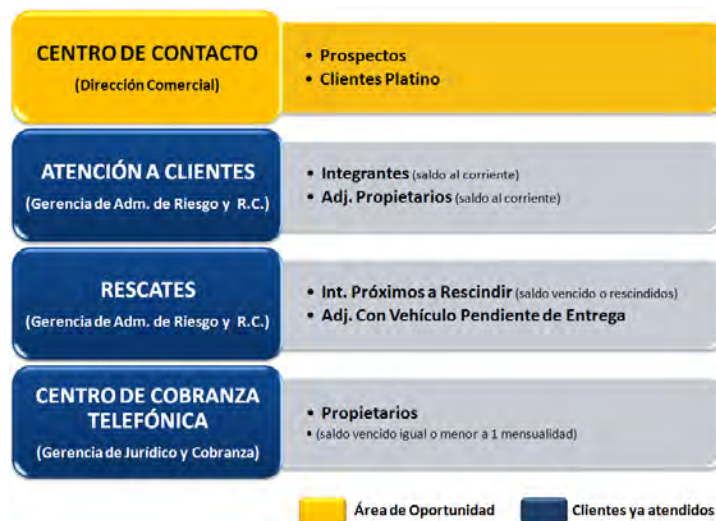 CENTRO DE CONTACTO
(Dirección Comercial)
• Prospectos
• Clientes Platino
ATENCIÓN A CLIENTES
(Gerencia de Adm. de Riesgo y R.C.)
• Integrantes (saldo al corriente)
• Adj. Propietarios (saldo al corriente)
RESCATES
(Gerencia de Adm. de Riesgo y R.C.)
• Int. Próximos a Rescindir (saldo vencido o rescindidos)
• Adj. Con Vehículo Pendiente de Entrega
CENTRO DE COBRANZA
TELEFÓNICA
(Gerencia de Jurídico y Cobranza)
• Propietarios
• (saldo vencido igual o menor a 1 mensualidad)
Área de Oportunidad
Clientes ya atendidos